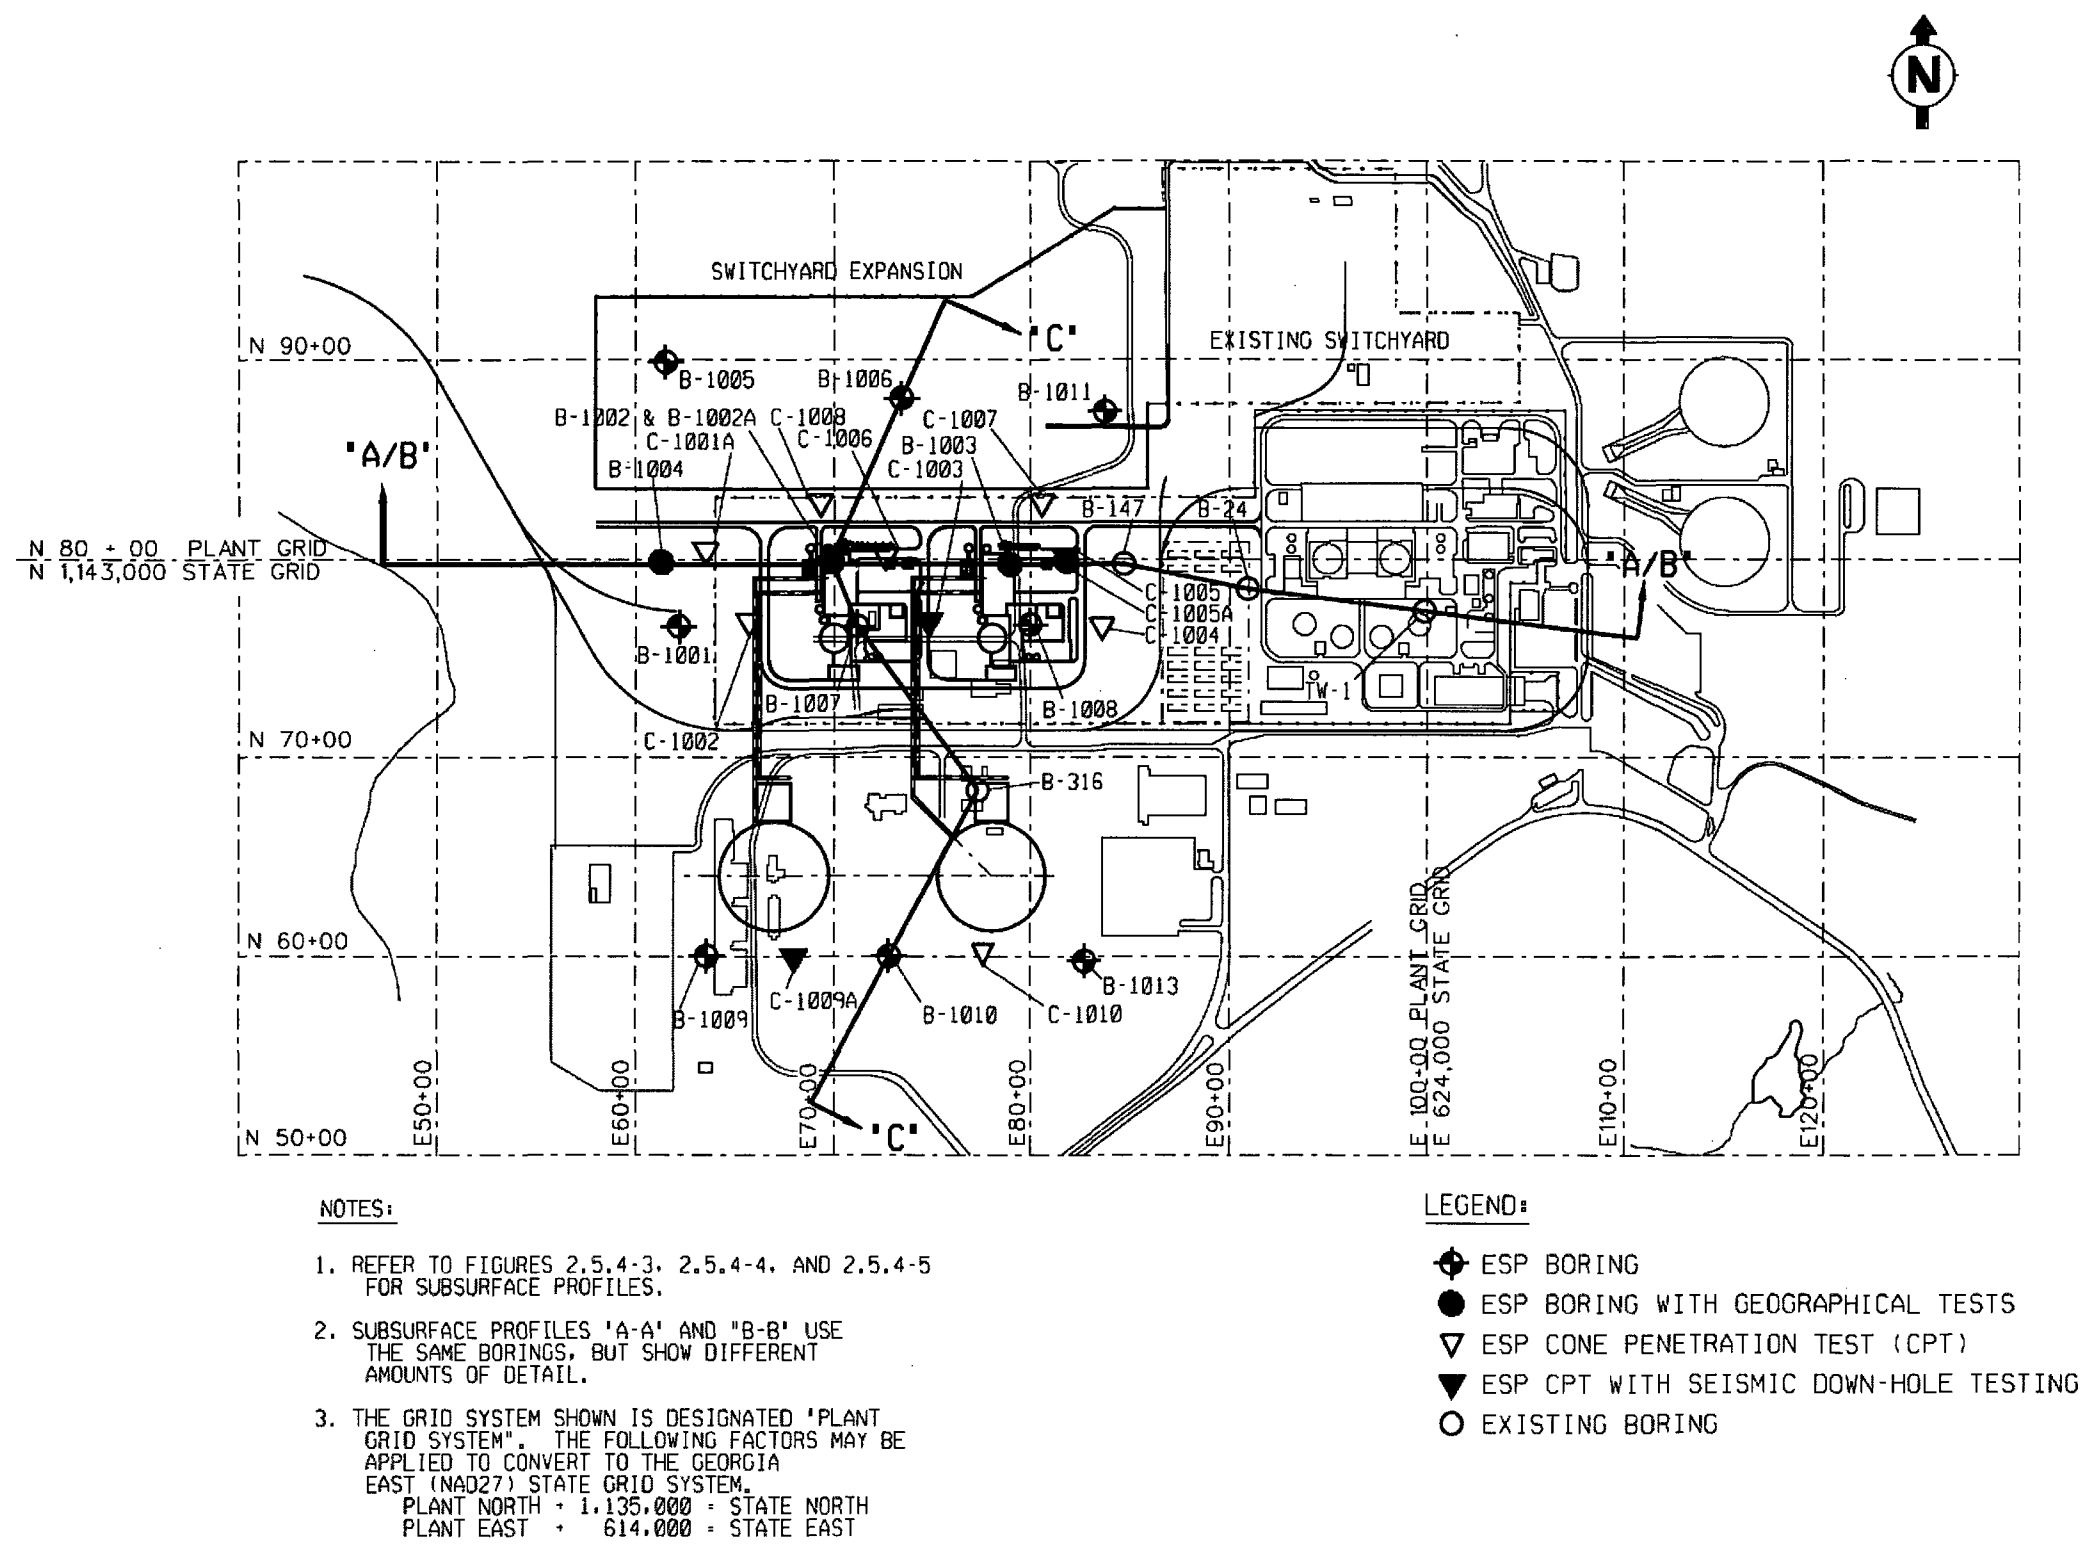 N
SWITCHYARD EXPANSION
"C"
EXISTING SWITCHYARD
N 90+00
B-1005
B-1006
B-1011
B-1002 & B-1002A
C-1008
C-1007
C-1001A
C-1006
B-1003
"A/B"
B-1004
C-1003
B-147
B-24
N 80 + 00 PLANT GRID
N 1,143,000 STATE GRID
"A/B"
C-1005
C-1005A
C-1004
B-1001
TW-1
B-1007
B-1008
C-1002
N 70+00
B-316
N 60+00
C-1009A
B-1013
B-1009
B-1010
C-1010
E 100+00 PLANT GRID
E 624,000 STATE GRID
E50+00
E60+00
E70+00
E80+00
E90+00
E110+00
E120+00
N 50+00
"C"
NOTES:
1. REFER TO FIGURES 2.5.4-3, 2.5.4-4, AND 2.5.4-5
FOR SUBSURFACE PROFILES.
2. SUBSURFACE PROFILES 'A-A' AND "B-B' USE
THE SAME BORINGS, BUT SHOW DIFFERENT
AMOUNTS OF DETAIL.
3. THE GRID SYSTEM SHOWN IS DESIGNATED 'PLANT
GRID SYSTEM". THE FOLLOWING FACTORS MAY BE
APPLIED TO CONVERT TO THE GEORGIA
EAST (NAD27) STATE GRID SYSTEM.
PLANT NORTH + 1,135,000 = STATE NORTH
PLANT EAST + 614,000 = STATE EAST
LEGEND:
ESP BORING
ESP BORING WITH GEOGRAPHICAL TESTS
ESP CONE PENETRATION TEST (CPT)
ESP CPT WITH SEISMIC DOWN-HOLE TESTING
EXISTING BORING